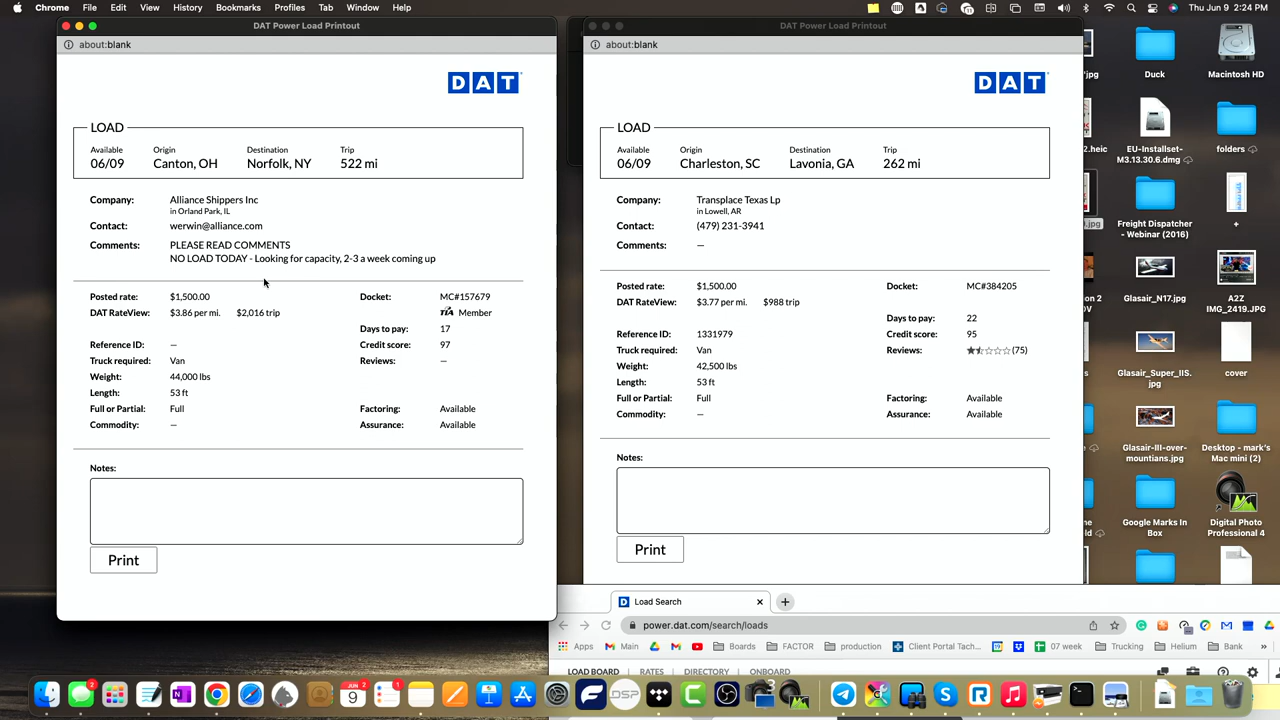 Chrome File Edit View History Bookmarks Profiles Tab Window Help
Thu Jun 9 2:24 PM
DAT Power Load Printout
about:blank
DAT
LOAD
Available Origin Destination Trip
06/09 Canton, OH Norfolk, NY 522 mi
Company: Alliance Shippers Inc
in Orland Park, IL
Contact: werwin@alliance.com
Comments: PLEASE READ COMMENTS
NO LOAD TODAY - Looking for capacity, 2-3 a week coming up
Posted rate: $1,500.00 Docket: MC#157679
DAT RateView: $3.86 per mi. $2,016 trip TIA Member
Days to pay: 17
Reference ID: — Credit score: 97
Truck required: Van Reviews: —
Weight: 44,000 lbs
Length: 53 ft
Full or Partial: Full Factoring: Available
Commodity: — Assurance: Available
Notes:
Print
DAT Power Load Printout
about:blank
DAT
LOAD
Available Origin Destination Trip
06/09 Charleston, SC Lavonia, GA 262 mi
Company: Transplace Texas Lp
in Lowell, AR
Contact: (479) 231-3941
Comments: —
Posted rate: $1,500.00 Docket: MC#384205
DAT RateView: $3.77 per mi. $988 trip
Days to pay: 22
Reference ID: 1331979 Credit score: 95
Truck required: Van Reviews: (75)
Weight: 42,500 lbs
Length: 53 ft
Full or Partial: Full Factoring: Available
Commodity: — Assurance: Available
Notes:
Print
Load Search
power.dat.com/search/loads
Apps Main Boards FACTOR production Client Portal Tach... 07 week Trucking Helium Bank
LOAD BOARD RATES DIRECTORY ONBOARD
Duck
Macintosh HD
EU-Installset-
M3.13.30.6.dmg
folders
Freight Dispatcher
- Webinar (2016)
+
Glasair_N17.jpg
A2Z
IMG_2419.JPG
Glasair_Super_IIS.
jpg
cover
Glasair-III-over-
mountians.jpg
Desktop - mark's
Mac mini (2)
Google Marks In
Box
Digital Photo
Professional 4